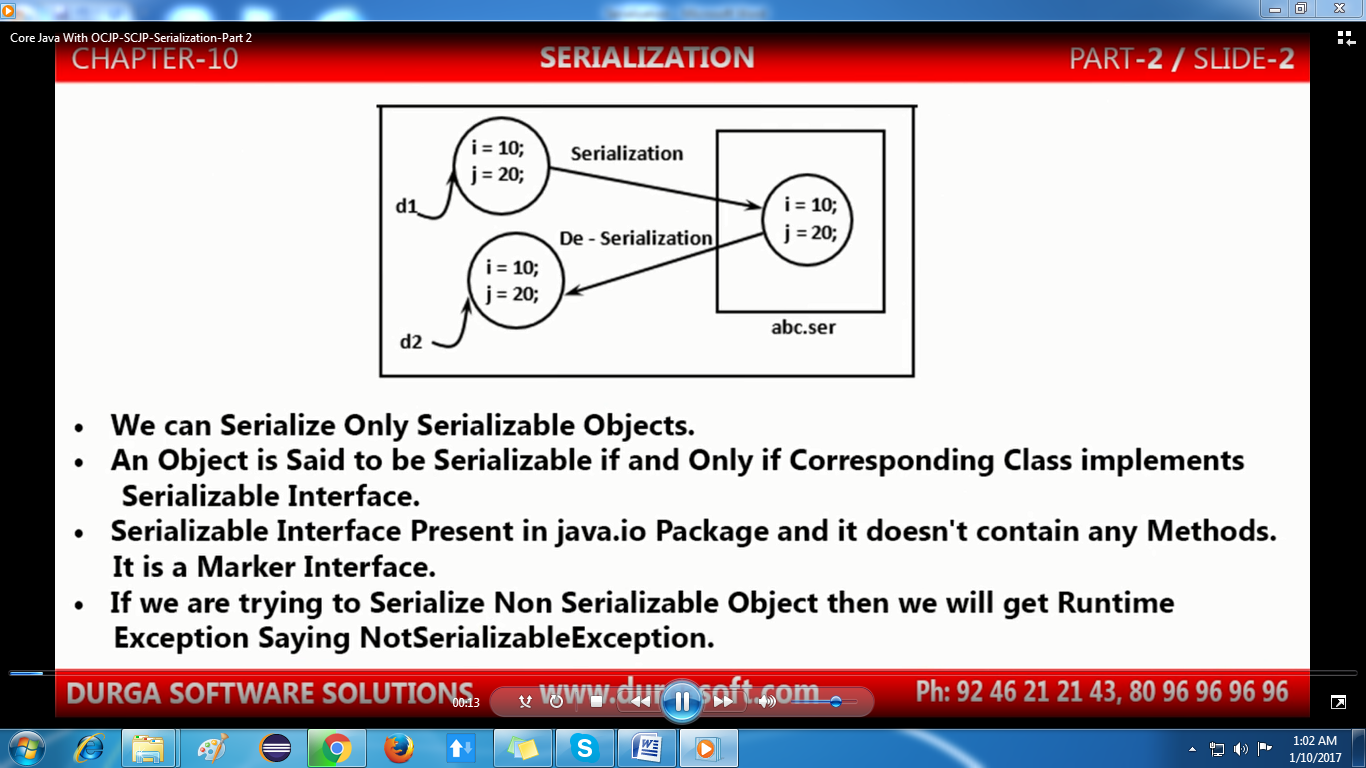 Core Java With OCJP-SCJP-Serialization-Part 2
CHAPTER-10
SERIALIZATION
PART-2 / SLIDE-2
i = 10;
j = 20;
Serialization
d1
i = 10;
j = 20;
De - Serialization
i = 10;
j = 20;
d2
abc.ser
• We can Serialize Only Serializable Objects.
• An Object is Said to be Serializable if and Only if Corresponding Class implements
Serializable Interface.
• Serializable Interface Present in java.io Package and it doesn't contain any Methods.
It is a Marker Interface.
• If we are trying to Serialize Non Serializable Object then we will get Runtime
Exception Saying NotSerializableException.
DURGA SOFTWARE SOLUTIONS
www.durgasoft.com
Ph: 92 46 21 21 43, 80 96 96 96 96
00:13
1:02 AM
1/10/2017